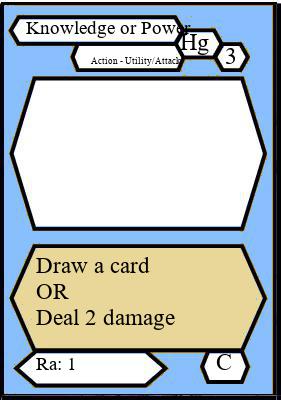 Knowledge or Power
Hg
Action - Utility/Attack
3
Draw a card
OR
Deal 2 damage
Ra: 1
C